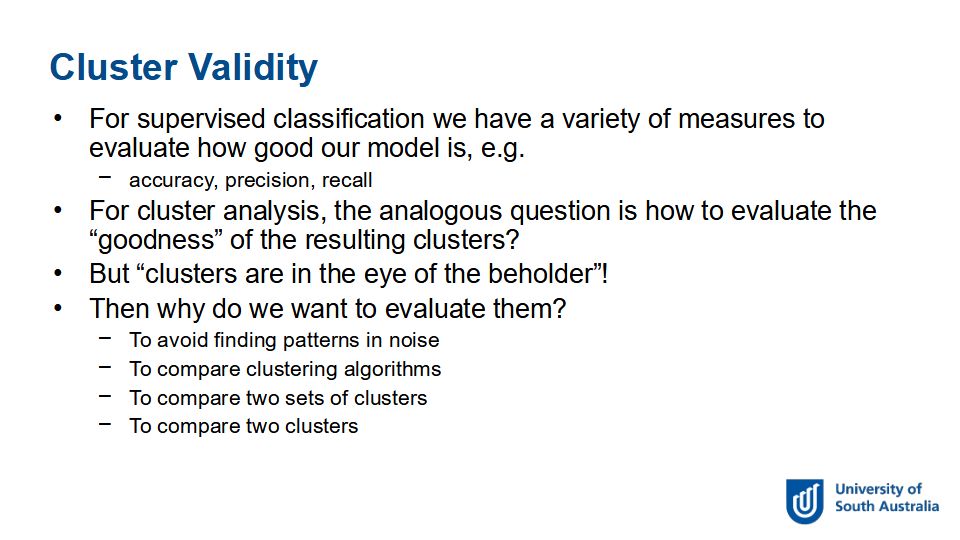 Cluster Validity
• For supervised classification we have a variety of measures to
evaluate how good our model is, e.g.
– accuracy, precision, recall
• For cluster analysis, the analogous question is how to evaluate the
“goodness” of the resulting clusters?
• But “clusters are in the eye of the beholder”!
• Then why do we want to evaluate them?
– To avoid finding patterns in noise
– To compare clustering algorithms
– To compare two sets of clusters
– To compare two clusters
University of
South Australia